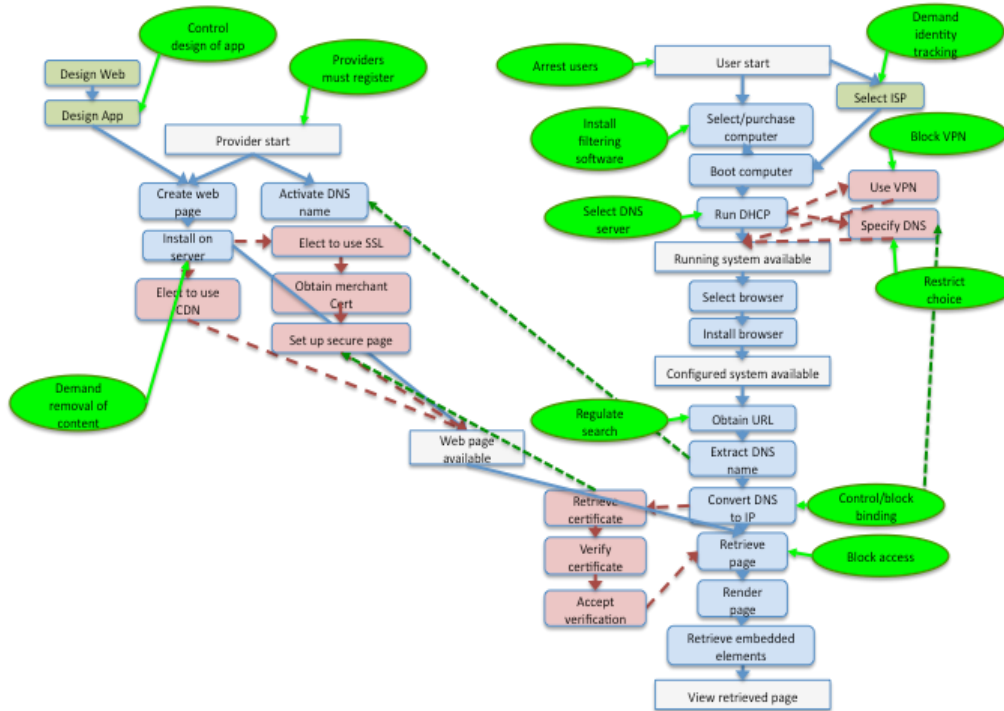 Control
design of app
Demand
identity
tracking
Providers
must register
Arrest users
User start
Design Web
Design App
Select ISP
Install
filtering
software
Select/purchase
computer
Block VPN
Provider start
Boot computer
Use VPN
Create web
page
Activate DNS
name
Select DNS
server
Run DHCP
Specify DNS
Install on
server
Elect to use SSL
Running system available
Elect to use
CDN
Obtain merchant
Cert
Select browser
Restrict
choice
Set up secure page
Install browser
Configured system available
Demand
removal of
content
Regulate
search
Obtain URL
Web page
available
Extract DNS
name
Retrieve
certificate
Convert DNS
to IP
Control/block
binding
Verify
certificate
Retrieve
page
Block access
Accept
verification
Render
page
Retrieve embedded
elements
View retrieved page